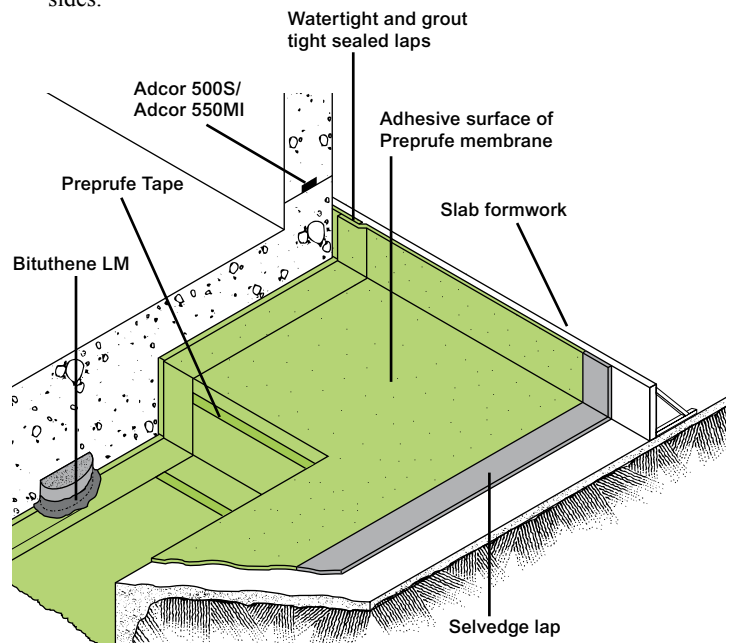 sides.
Watertight and grout
tight sealed laps
Adcor 500S/
Adcor 550MI
Adhesive surface of
Preprufe membrane
Preprufe Tape
Slab formwork
Bituthene LM
Selvedge lap